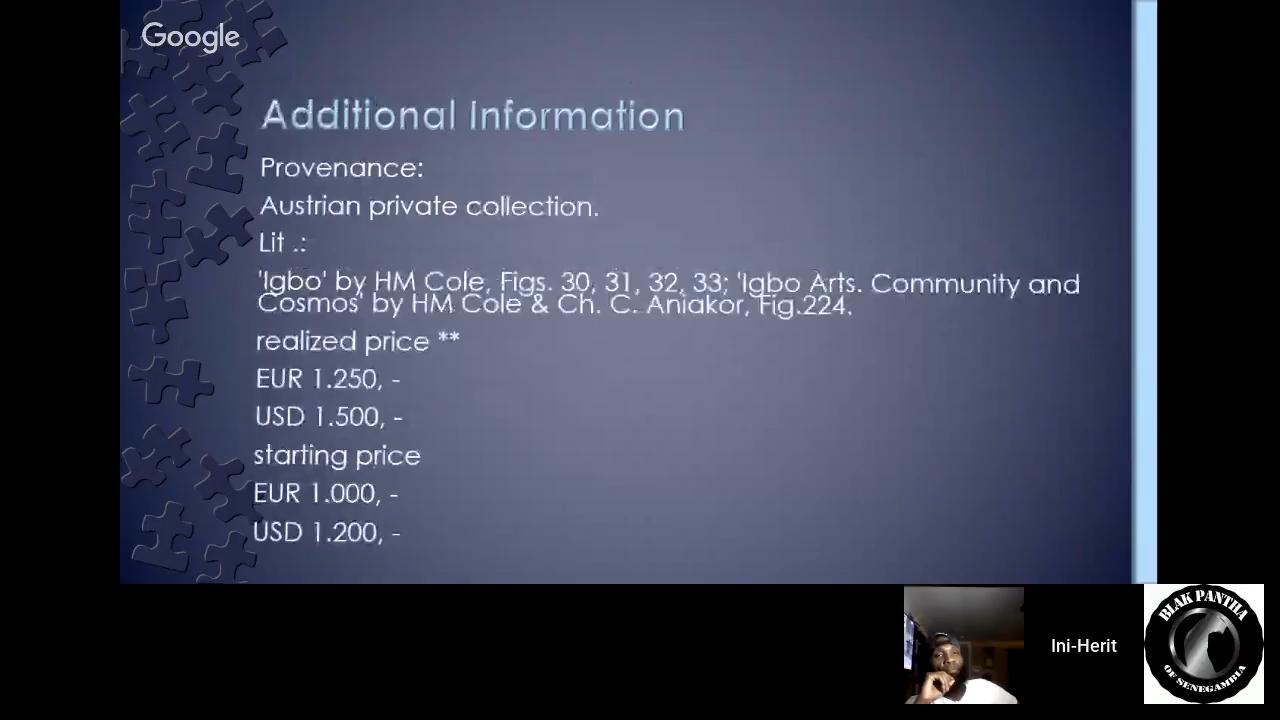 Google
Additional Information
Provenance:
Austrian private collection.
Lit .:
'Igbo' by HM Cole, Figs. 30, 31, 32, 33; 'Igbo Arts. Community and
Cosmos' by HM Cole & Ch. C. Aniakor, Fig.224.
realized price **
EUR 1.250, -
USD 1.500, -
starting price
EUR 1.000, -
USD 1.200, -
Ini-Herit
BLAK PANTHA
OF SENEGAMBIA